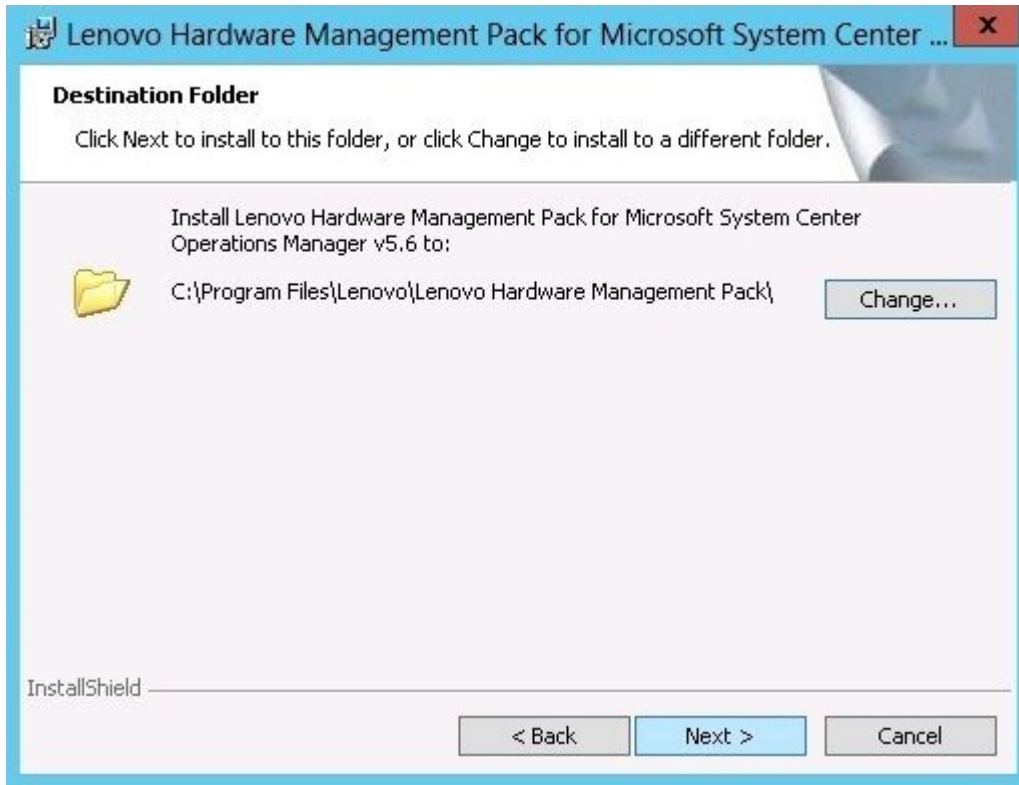 Lenovo Hardware Management Pack for Microsoft System Center ...
x
Destination Folder
Click Next to install to this folder, or click Change to install to a different folder.
Install Lenovo Hardware Management Pack for Microsoft System Center
Operations Manager v5.6 to:
C:\Program Files\Lenovo\Lenovo Hardware Management Pack\
Change...
InstallShield
< Back
Next >
Cancel